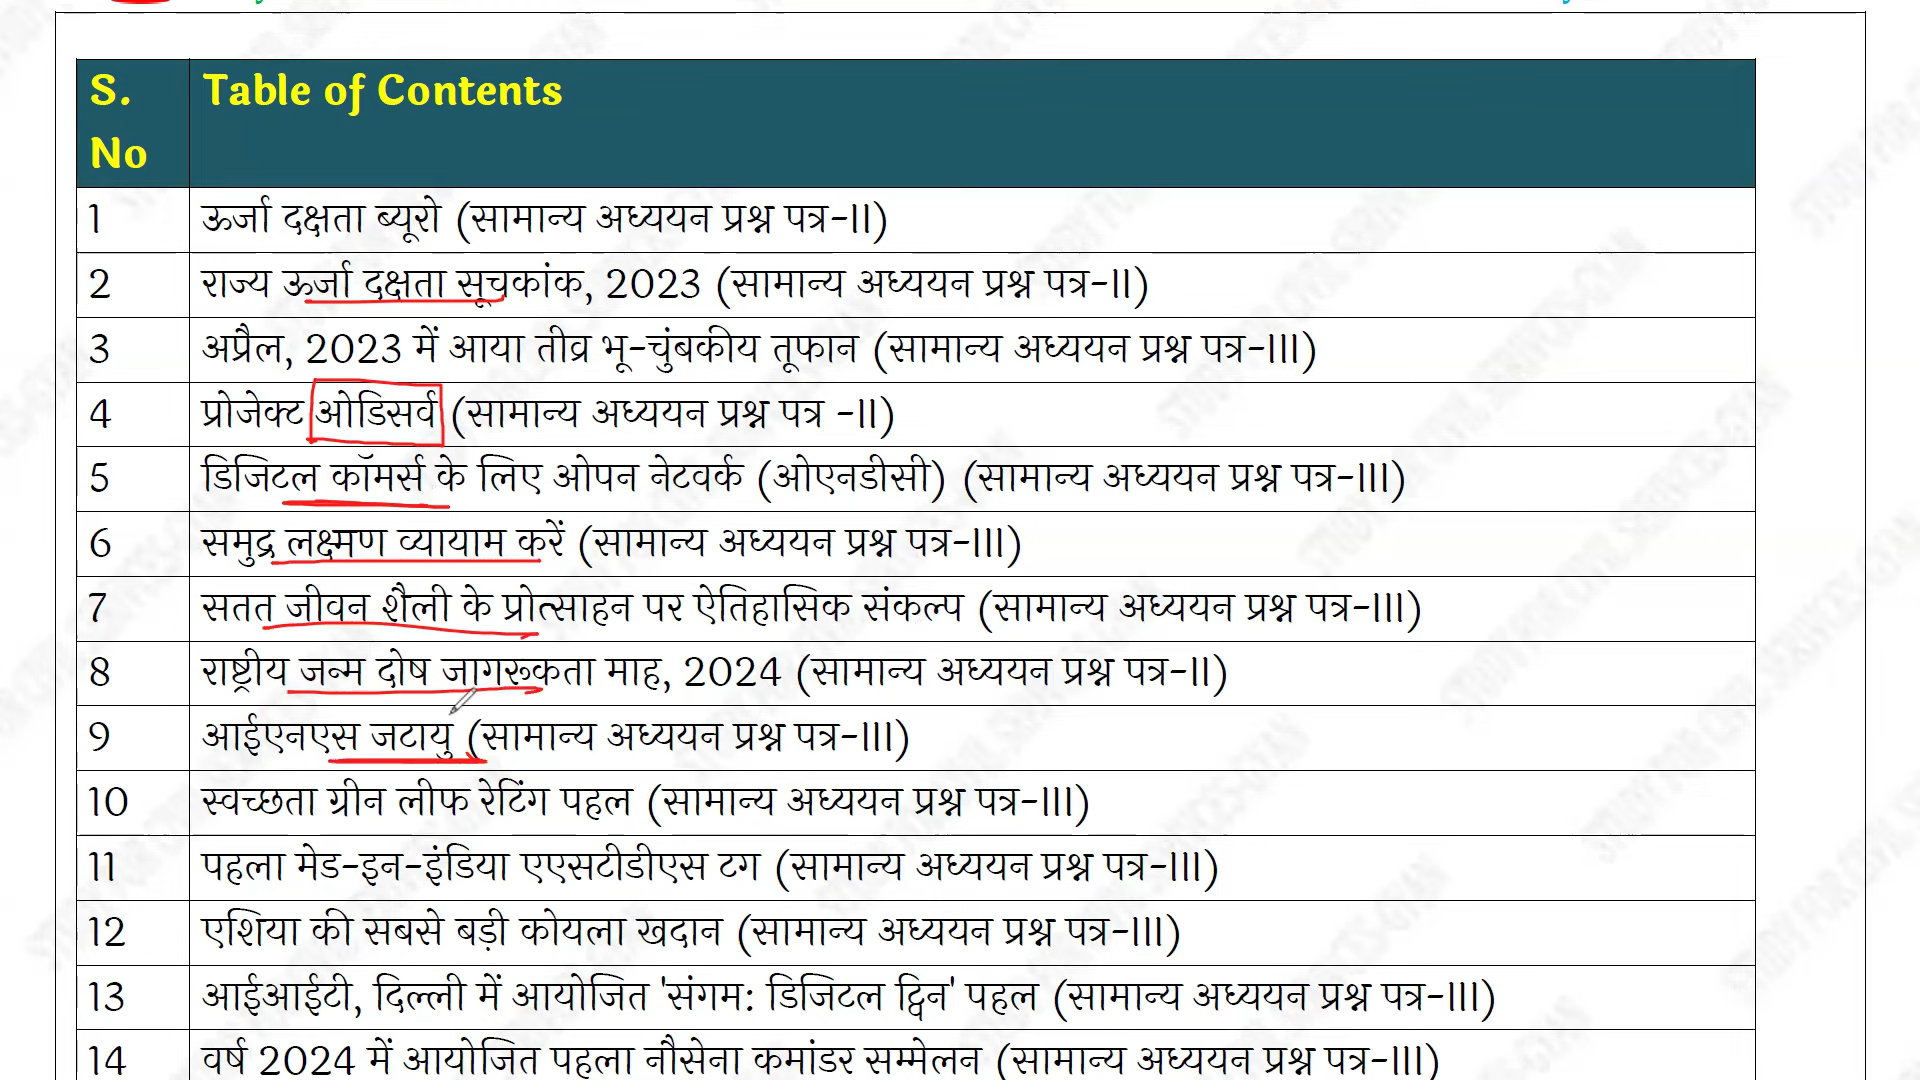 S. No
Table of Contents
1 ऊर्जा दक्षता ब्यूरो (सामान्य अध्ययन प्रश्न पत्र-II)
2 राज्य ऊर्जा दक्षता सूचकांक, 2023 (सामान्य अध्ययन प्रश्न पत्र-II)
3 अप्रैल, 2023 में आया तीव्र भू-चुंबकीय तूफान (सामान्य अध्ययन प्रश्न पत्र-III)
4 प्रोजेक्ट ओडिसर्व (सामान्य अध्ययन प्रश्न पत्र -II)
5 डिजिटल कॉमर्स के लिए ओपन नेटवर्क (ओएनडीसी) (सामान्य अध्ययन प्रश्न पत्र-III)
6 समुद्र लक्ष्मण व्यायाम करें (सामान्य अध्ययन प्रश्न पत्र-III)
7 सतत जीवन शैली के प्रोत्साहन पर ऐतिहासिक संकल्प (सामान्य अध्ययन प्रश्न पत्र-III)
8 राष्ट्रीय जन्म दोष जागरूकता माह, 2024 (सामान्य अध्ययन प्रश्न पत्र-II)
9 आईएनएस जटायु (सामान्य अध्ययन प्रश्न पत्र-III)
10 स्वच्छता ग्रीन लीफ रेटिंग पहल (सामान्य अध्ययन प्रश्न पत्र-III)
11 पहला मेड-इन-इंडिया एएसटीडीएस टग (सामान्य अध्ययन प्रश्न पत्र-III)
12 एशिया की सबसे बड़ी कोयला खदान (सामान्य अध्ययन प्रश्न पत्र-III)
13 आईआईटी, दिल्ली में आयोजित 'संगम: डिजिटल ट्विन' पहल (सामान्य अध्ययन प्रश्न पत्र-III)
14 वर्ष 2024 में आयोजित पहला नौसेना कमांडर सम्मेलन (सामान्य अध्ययन प्रश्न पत्र-III)